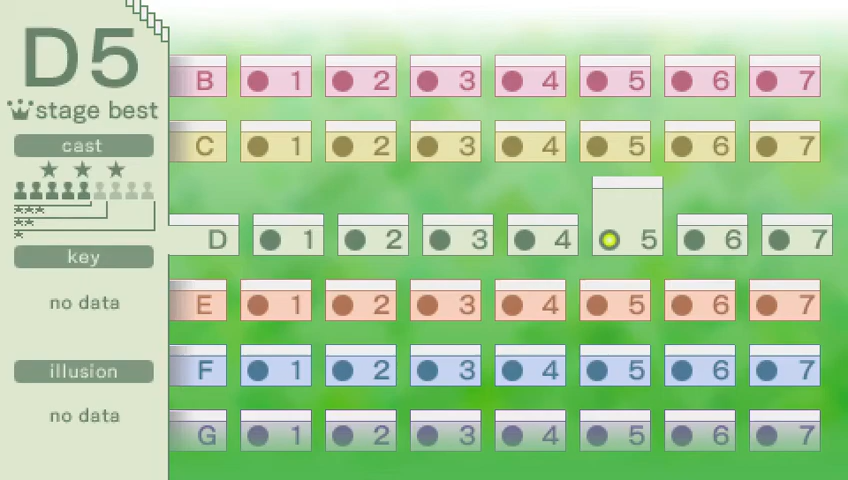 D5
stage best
cast
★ ★ ★
***
**
*
key
no data
illusion
no data
B 1 2 3 4 5 6 7
C 1 2 3 4 5 6 7
D 1 2 3 4 5 6 7
E 1 2 3 4 5 6 7
F 1 2 3 4 5 6 7
G 1 2 3 4 5 6 7